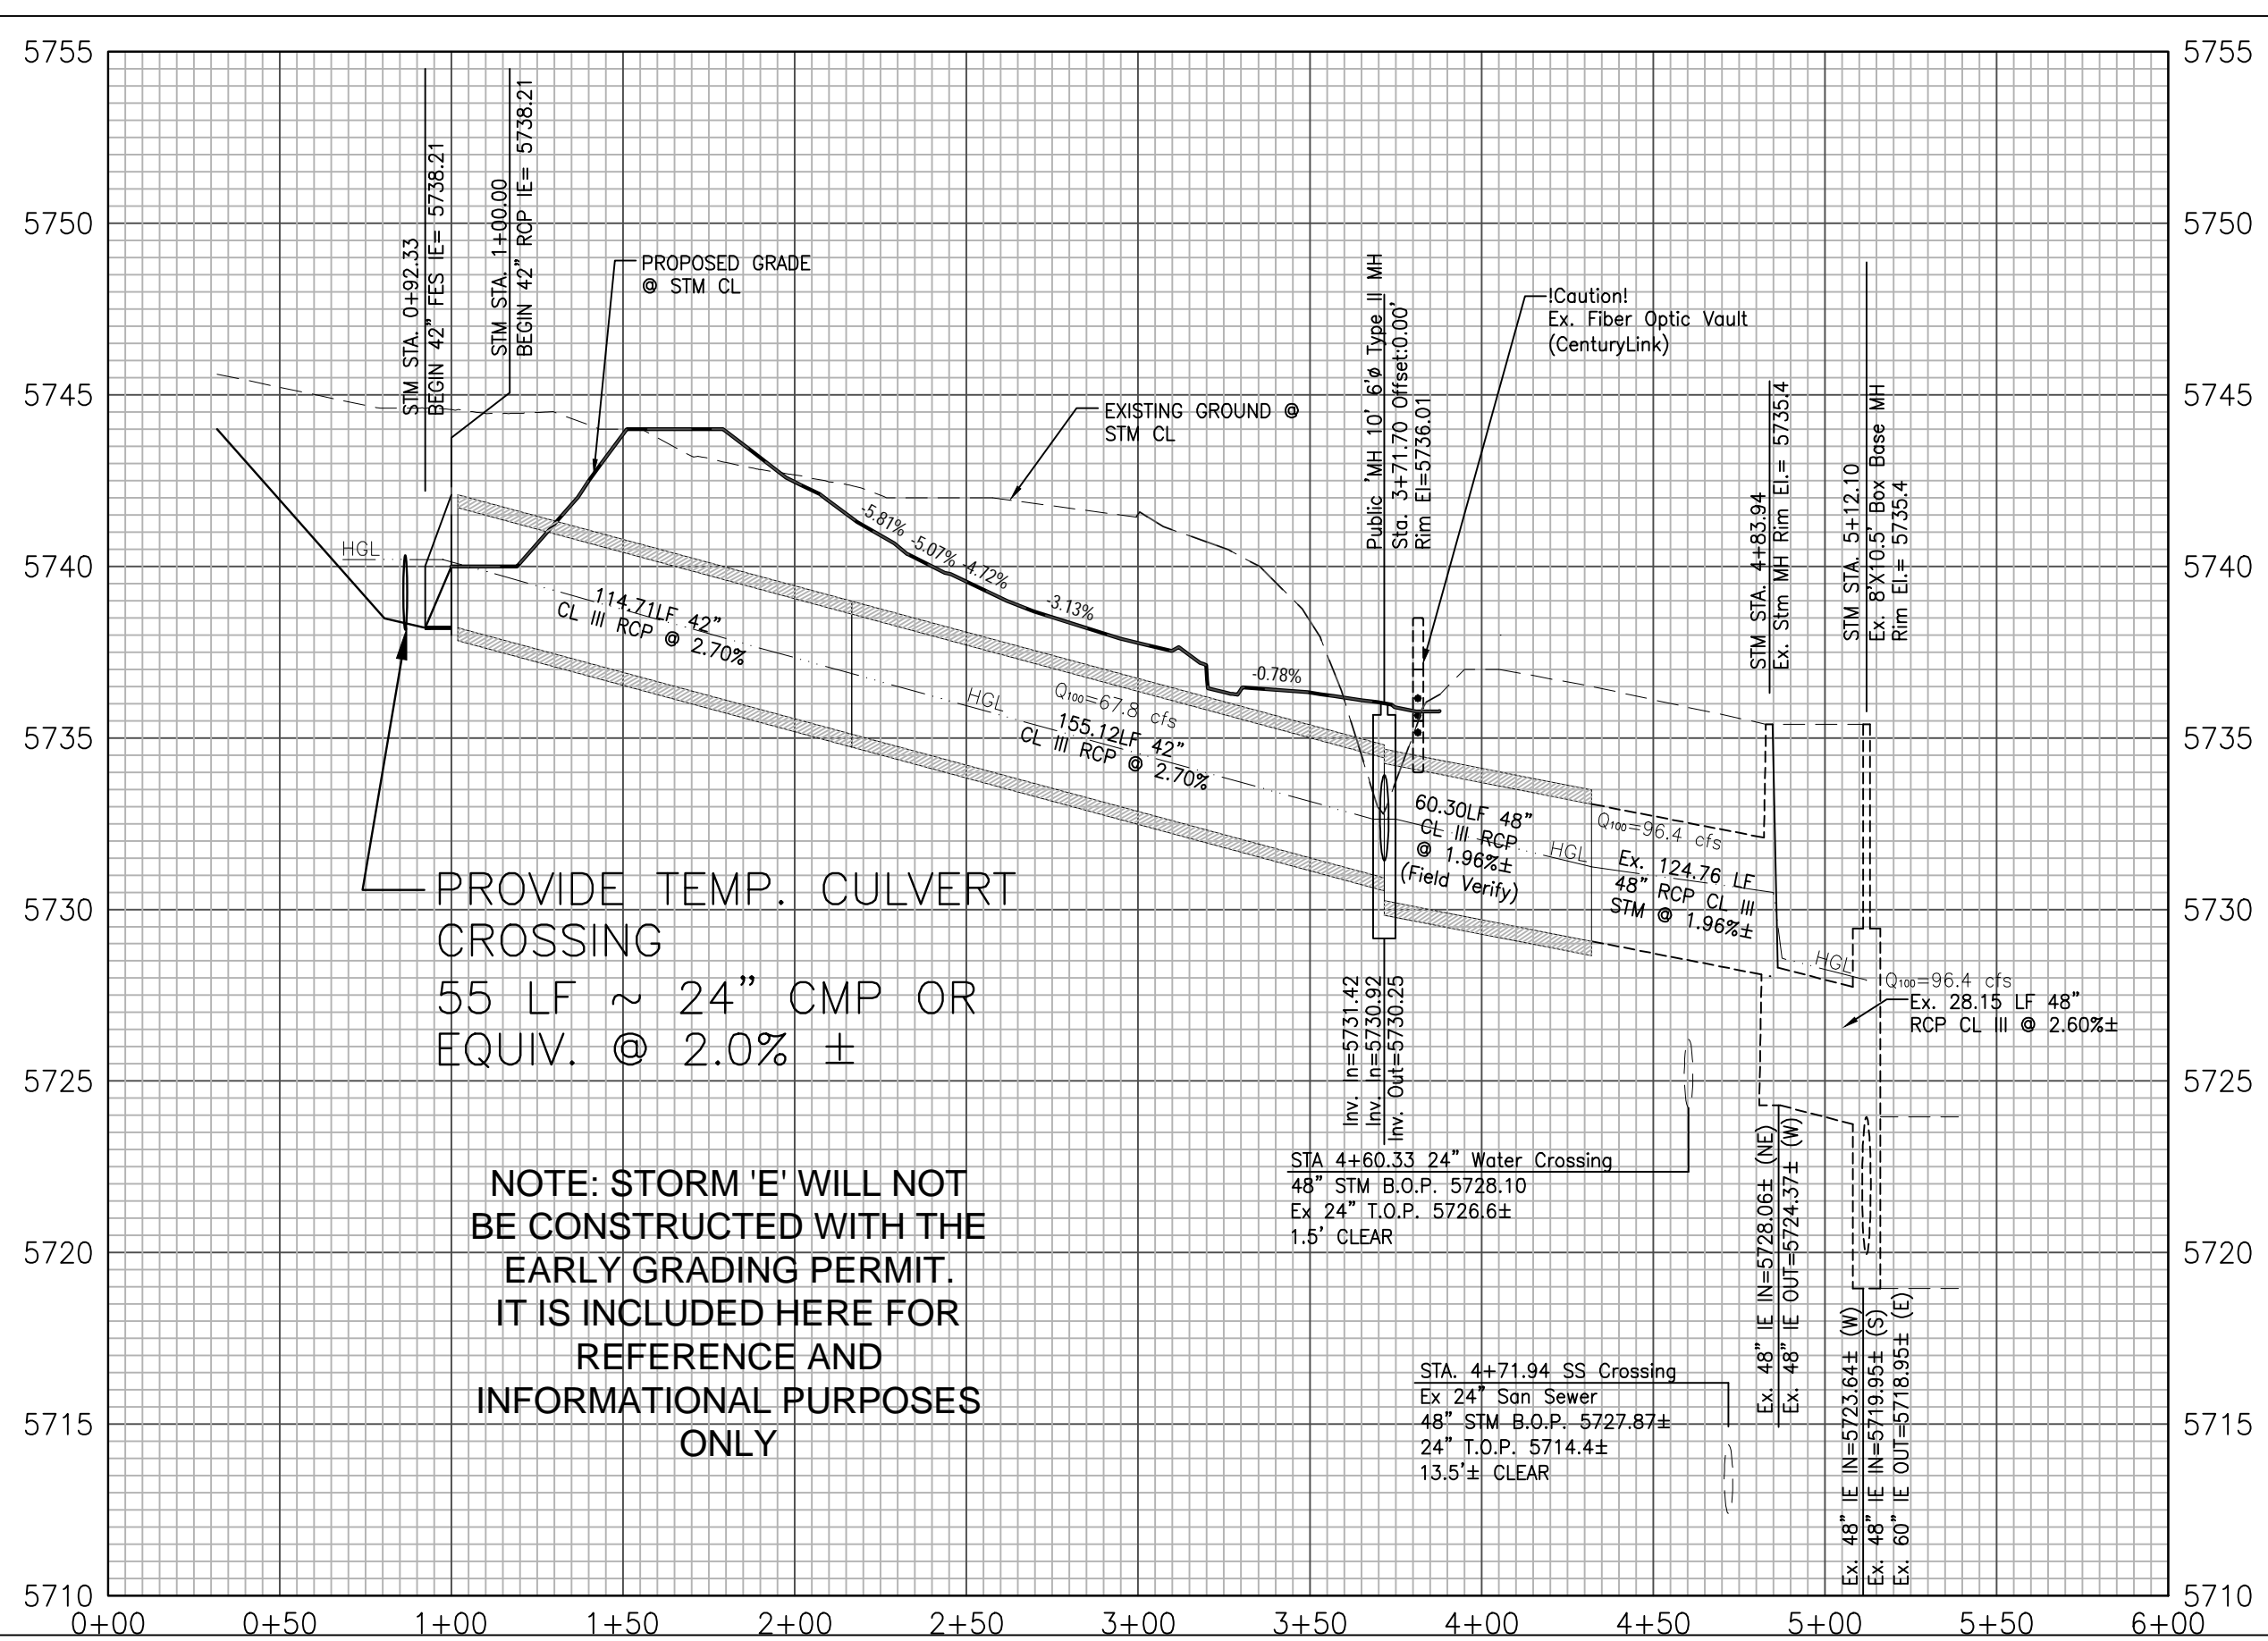 5755
5750
5745
5740
5735
5730
5725
5720
5715
5710
5755
5750
5745
5740
5735
5730
5725
5720
5715
5710
0+00 0+50 1+00 1+50 2+00 2+50 3+00 3+50 4+00 4+50 5+00 5+50 6+00
STM STA. 0+92.33
BEGIN 42" FES IE= 5738.21
STM STA. 1+00.00
BEGIN 42" RCP IE= 5738.21
PROPOSED GRADE
@ STM CL
EXISTING GROUND @
STM CL
Public 'MH 10' 6'ø Type II MH
Sta. 3+71.70 Offset:0.00'
Rim El=5736.01
!Caution!
Ex. Fiber Optic Vault
(CenturyLink)
STM STA. 4+83.94
Ex. Stm MH Rim El.= 5735.4
STM STA. 5+12.10
Ex. 8'X10.5' Box Base MH
Rim El.= 5735.4
HGL
-5.81%
-5.07%
-4.72%
-3.13%
-0.78%
114.71LF 42"
CL III RCP @ 2.70%
HGL
Q100=67.8 cfs
155.12LF 42"
CL III RCP @ 2.70%
60.30LF 48"
CL III RCP
@ 1.96%±
(Field Verify)
HGL
Q100=96.4 cfs
Ex. 124.76 LF
48" RCP CL III
STM @ 1.96%±
HGL
Q100=96.4 cfs
Ex. 28.15 LF 48"
RCP CL III @ 2.60%±
PROVIDE TEMP. CULVERT
CROSSING
55 LF ~ 24" CMP OR
EQUIV. @ 2.0% ±
Inv. In=5731.42
Inv. In=5730.92
Inv. Out=5730.25
STA 4+60.33 24" Water Crossing
48" STM B.O.P. 5728.10
Ex 24" T.O.P. 5726.6±
1.5' CLEAR
NOTE: STORM 'E' WILL NOT
BE CONSTRUCTED WITH THE
EARLY GRADING PERMIT.
IT IS INCLUDED HERE FOR
REFERENCE AND
INFORMATIONAL PURPOSES
ONLY
STA. 4+71.94 SS Crossing
Ex 24" San Sewer
48" STM B.O.P. 5727.87±
24" T.O.P. 5714.4±
13.5'± CLEAR
Ex. 48" IE IN=5728.06± (NE)
Ex. 48" IE OUT=5724.37± (W)
Ex. 48" IE IN=5723.64± (W)
Ex. 48" IE IN=5719.95± (S)
Ex. 60" IE OUT=5718.95± (E)